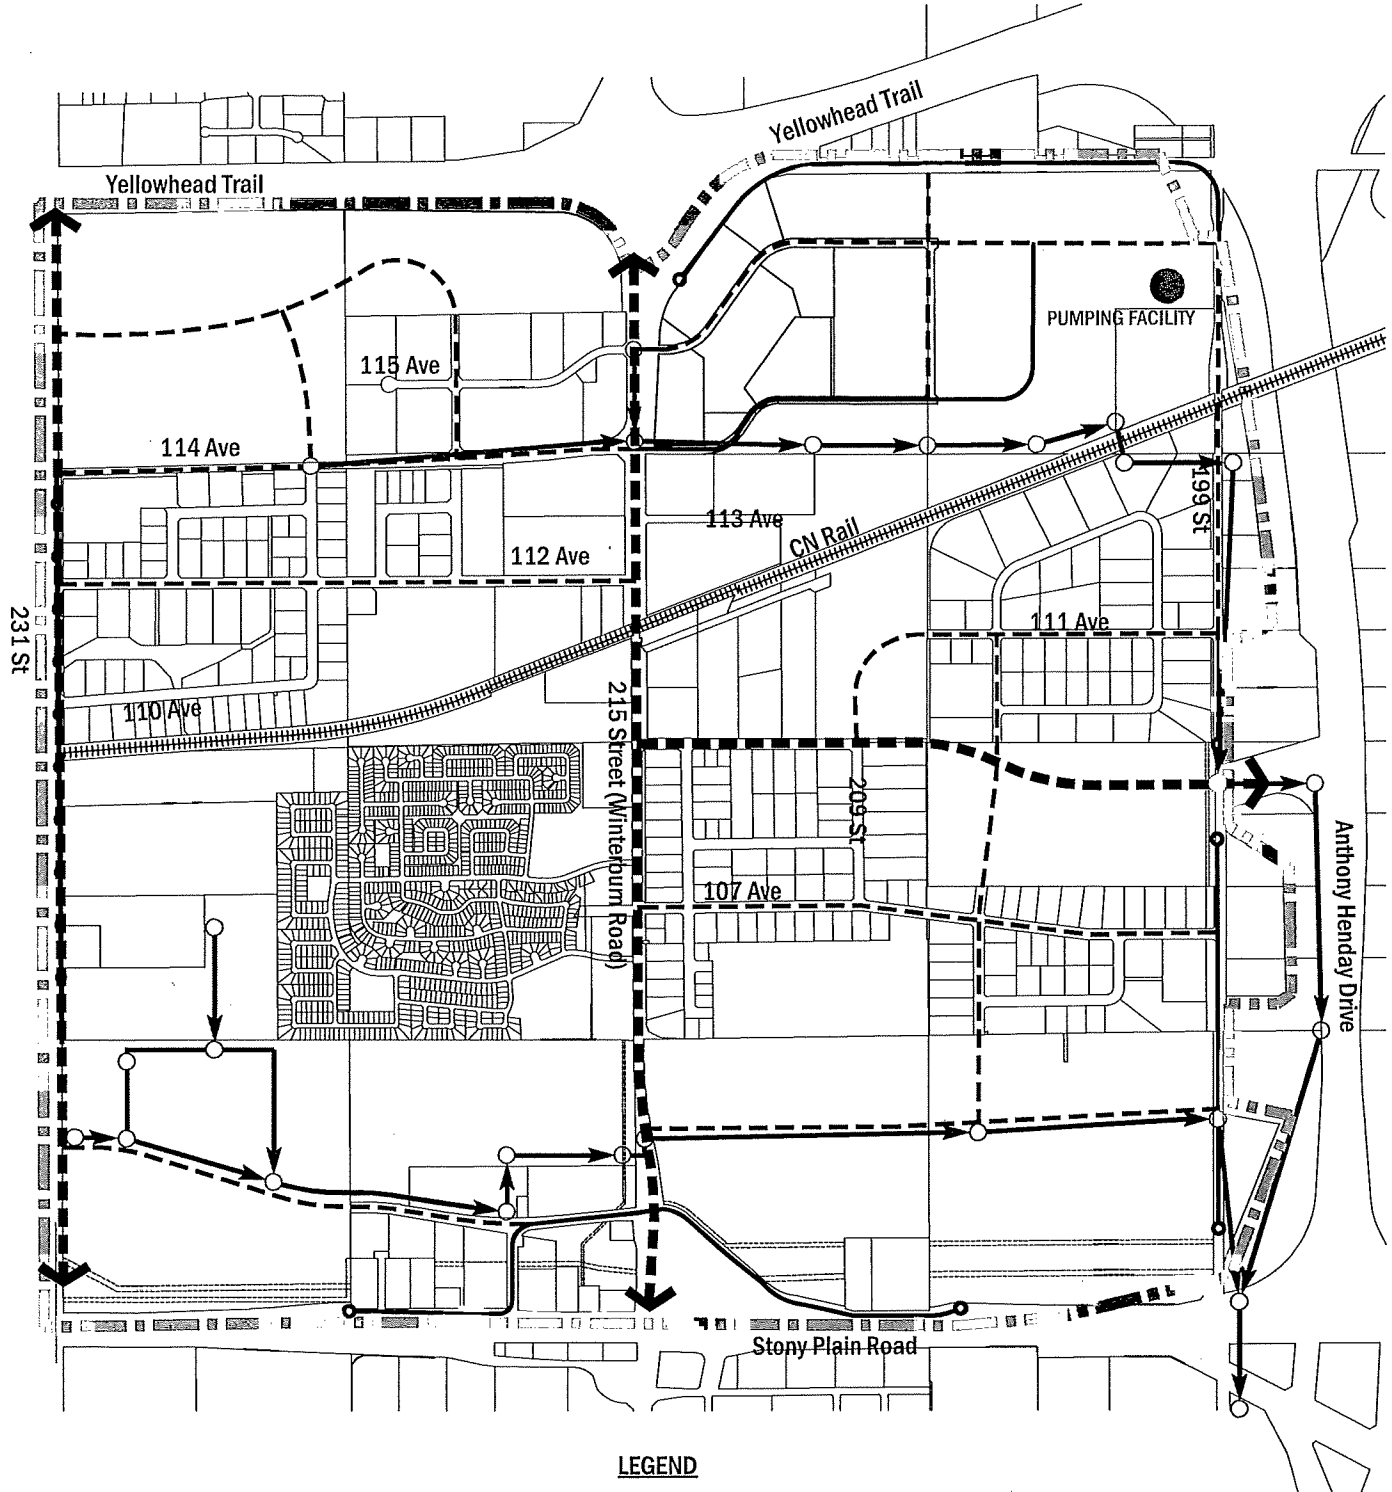 Yellowhead Trail
Yellowhead Trail
PUMPING FACILITY
115 Ave
114 Ave
199 St
113 Ave
CN Rail
112 Ave
231 St
111 Ave
110 Ave
215 Street (Winterburn Road)
209 St
107 Ave
Anthony Henday Drive
Stony Plain Road
LEGEND